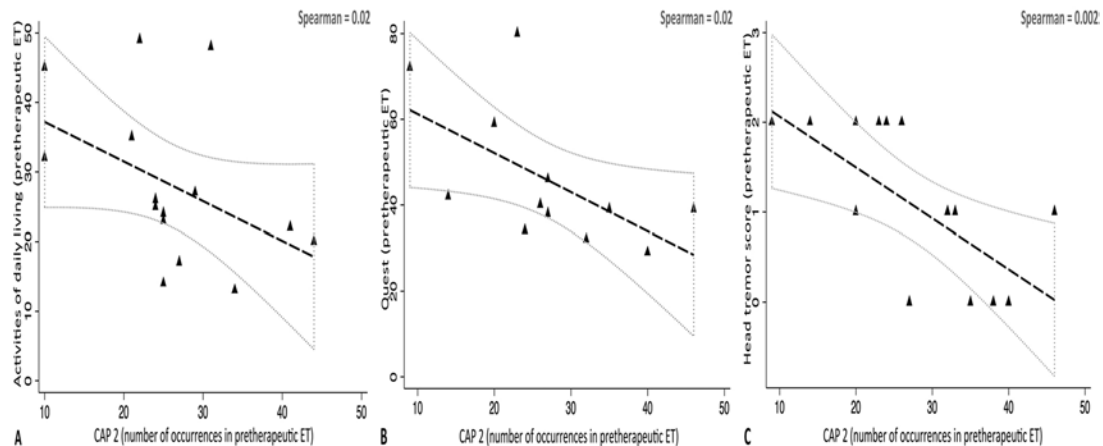 Spearman = 0.02
Activities of daily living (pretherapeutic ET)
50
40
30
20
10
0
10 20 30 40 50
A
CAP 2 (number of occurrences in pretherapeutic ET)
Spearman = 0.02
Quest (pretherapeutic ET)
80
60
40
20
0
10 20 30 40 50
B
CAP 2 (number of occurrences in pretherapeutic ET)
Spearman = 0.002
Head tremor score (pretherapeutic ET)
3
2
1
0
10 20 30 40 50
C
CAP 2 (number of occurrences in pretherapeutic ET)